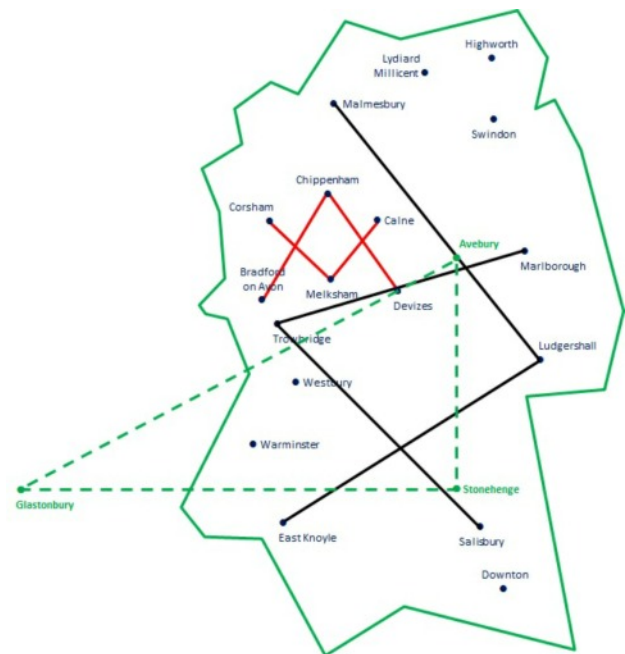 Highworth
Lydiard
Millicent
Malmesbury
Swindon
Chippenham
Corsham
Calne
Avebury
Marlborough
Bradford
on Avon
Melksham
Devizes
Trowbridge
Ludgershall
Westbury
Warminster
Glastonbury
Stonehenge
East Knoyle
Salisbury
Downton